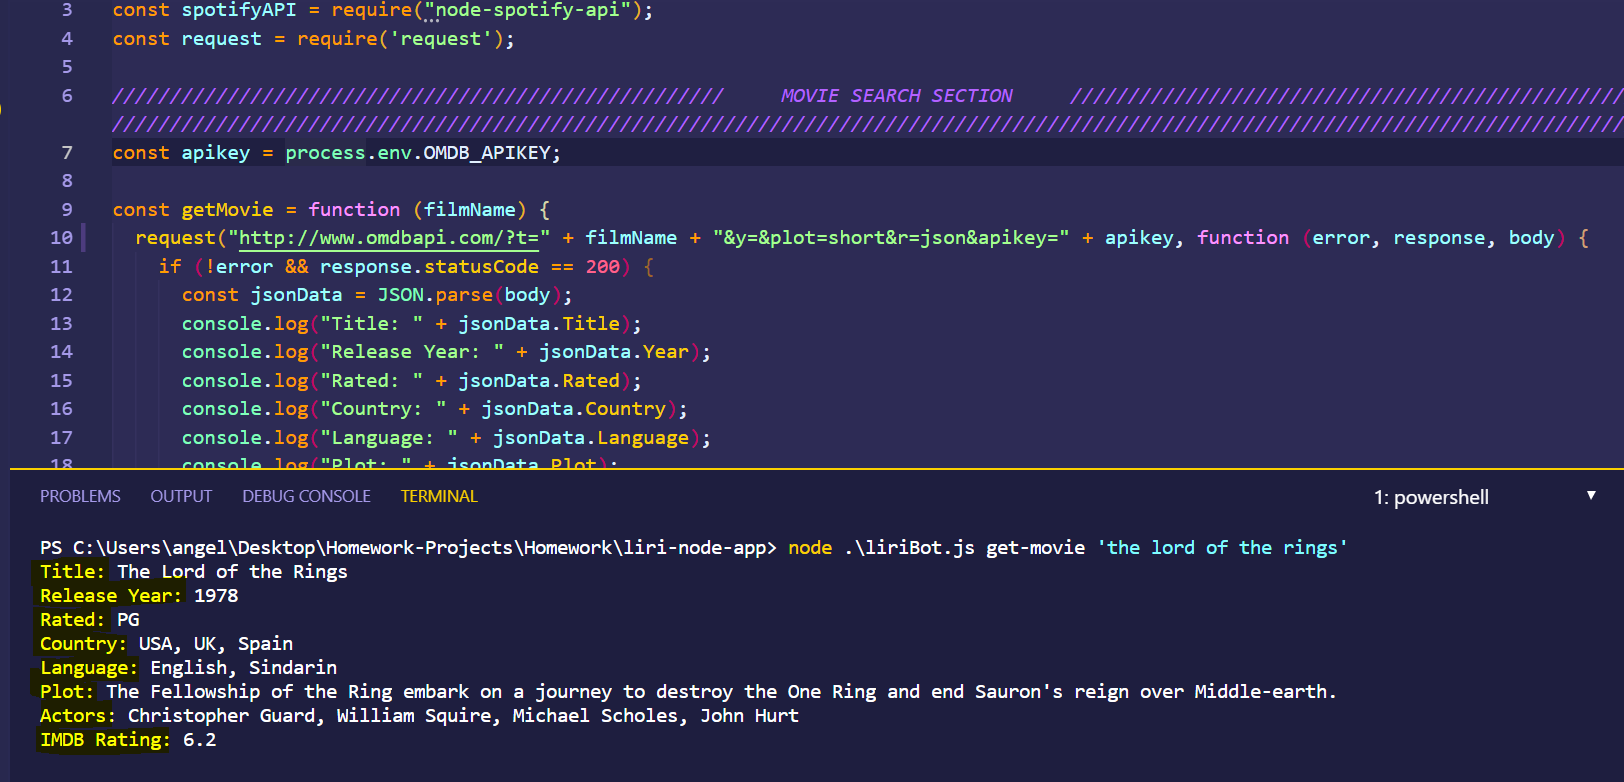 3 const spotifyAPI = require("node-spotify-api");
4 const request = require('request');
5
6 ///////////////////////////////////////////////////// MOVIE SEARCH SECTION ////////////////////////////////////////////////
///////////////////////////////////////////////////////////////////////////////////////////////////////////////////////////////////
7 const apikey = process.env.OMDB_APIKEY;
8
9 const getMovie = function (filmName) {
10 request("http://www.omdbapi.com/?t=" + filmName + "&y=&plot=short&r=json&apikey=" + apikey, function (error, response, body) {
11 if (!error && response.statusCode == 200) {
12 const jsonData = JSON.parse(body);
13 console.log("Title: " + jsonData.Title);
14 console.log("Release Year: " + jsonData.Year);
15 console.log("Rated: " + jsonData.Rated);
16 console.log("Country: " + jsonData.Country);
17 console.log("Language: " + jsonData.Language);
18 console.log("Plot: " + jsonData.Plot);
PROBLEMS OUTPUT DEBUG CONSOLE TERMINAL 1: powershell
PS C:\Users\angel\Desktop\Homework-Projects\Homework\liri-node-app> node .\liriBot.js get-movie 'the lord of the rings'
Title: The Lord of the Rings
Release Year: 1978
Rated: PG
Country: USA, UK, Spain
Language: English, Sindarin
Plot: The Fellowship of the Ring embark on a journey to destroy the One Ring and end Sauron's reign over Middle-earth.
Actors: Christopher Guard, William Squire, Michael Scholes, John Hurt
IMDB Rating: 6.2